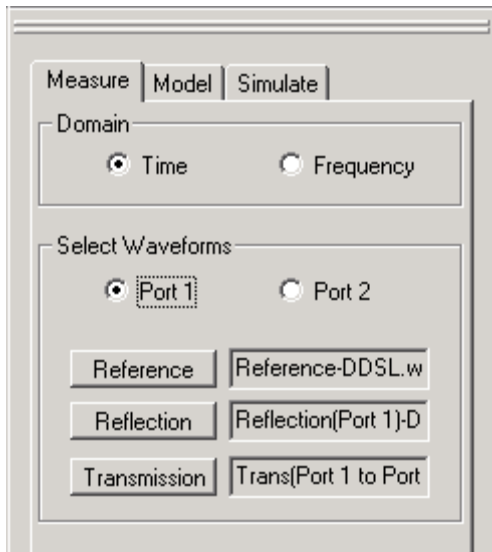 Measure Model Simulate
Domain
Time Frequency
Select Waveforms
Port 1 Port 2
Reference Reference-DDSL.w
Reflection Reflection(Port 1)-D
Transmission Trans(Port 1 to Port